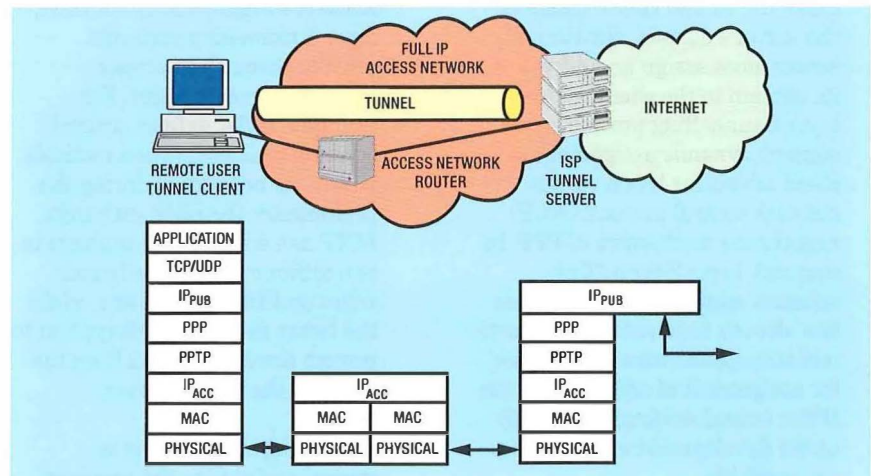 FULL IP
ACCESS NETWORK
TUNNEL
INTERNET
REMOTE USER
TUNNEL CLIENT
ACCESS NETWORK
ROUTER
ISP
TUNNEL
SERVER
APPLICATION
TCP/UDP
IPPUB
PPP
PPTP
IPACC
MAC
PHYSICAL
IPACC
MAC MAC
PHYSICAL PHYSICAL
IPPUB
PPP
PPTP
IPACC
MAC
PHYSICAL